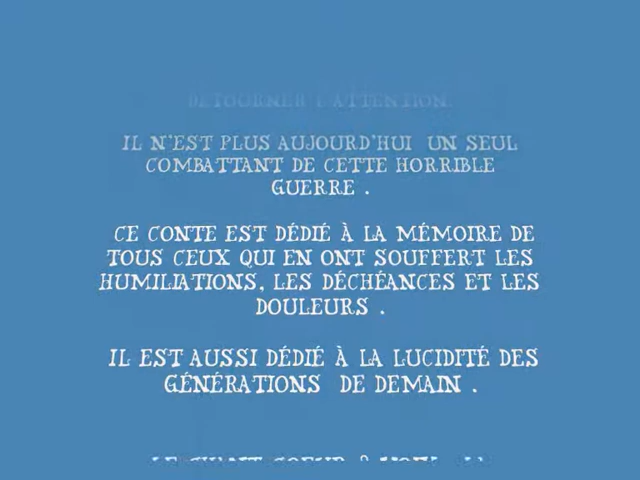 DÉTOURNER L'ATTENTION.
IL N'EST PLUS AUJOURD'HUI UN SEUL
COMBATTANT DE CETTE HORRIBLE
GUERRE .
CE CONTE EST DÉDIÉ À LA MÉMOIRE DE
TOUS CEUX QUI EN ONT SOUFFERT LES
HUMILIATIONS, LES DÉCHÉANCES ET LES
DOULEURS .
IL EST AUSSI DÉDIÉ À LA LUCIDITÉ DES
GÉNÉRATIONS DE DEMAIN .